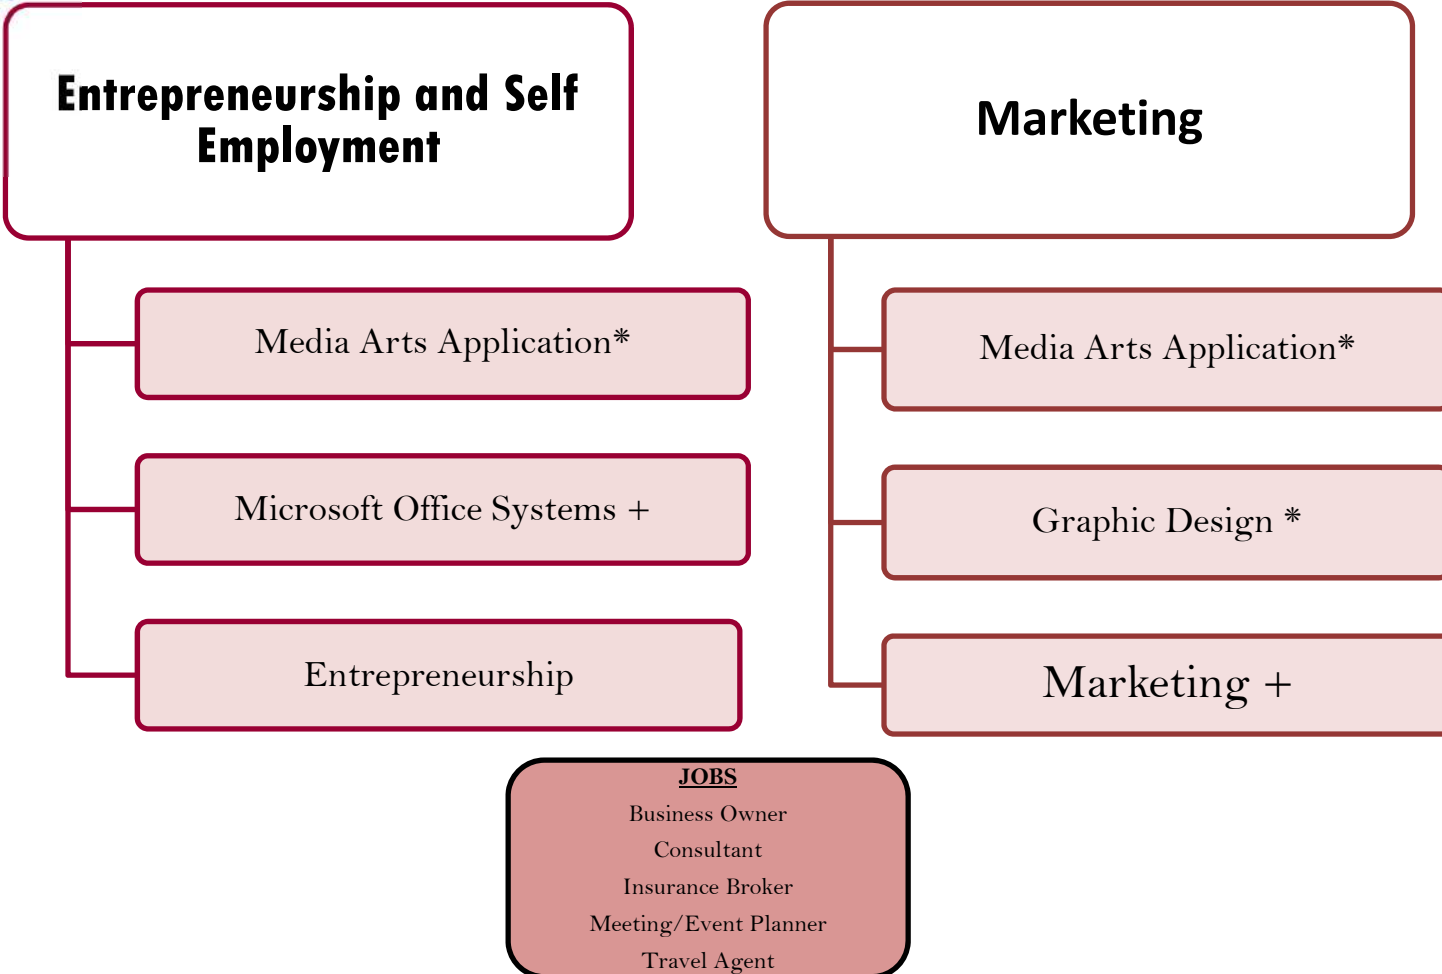 Entrepreneurship and Self
Employment
Media Arts Application*
Microsoft Office Systems +
Entrepreneurship
Marketing
Media Arts Application*
Graphic Design *
Marketing +
JOBS
Business Owner
Consultant
Insurance Broker
Meeting/Event Planner
Travel Agent